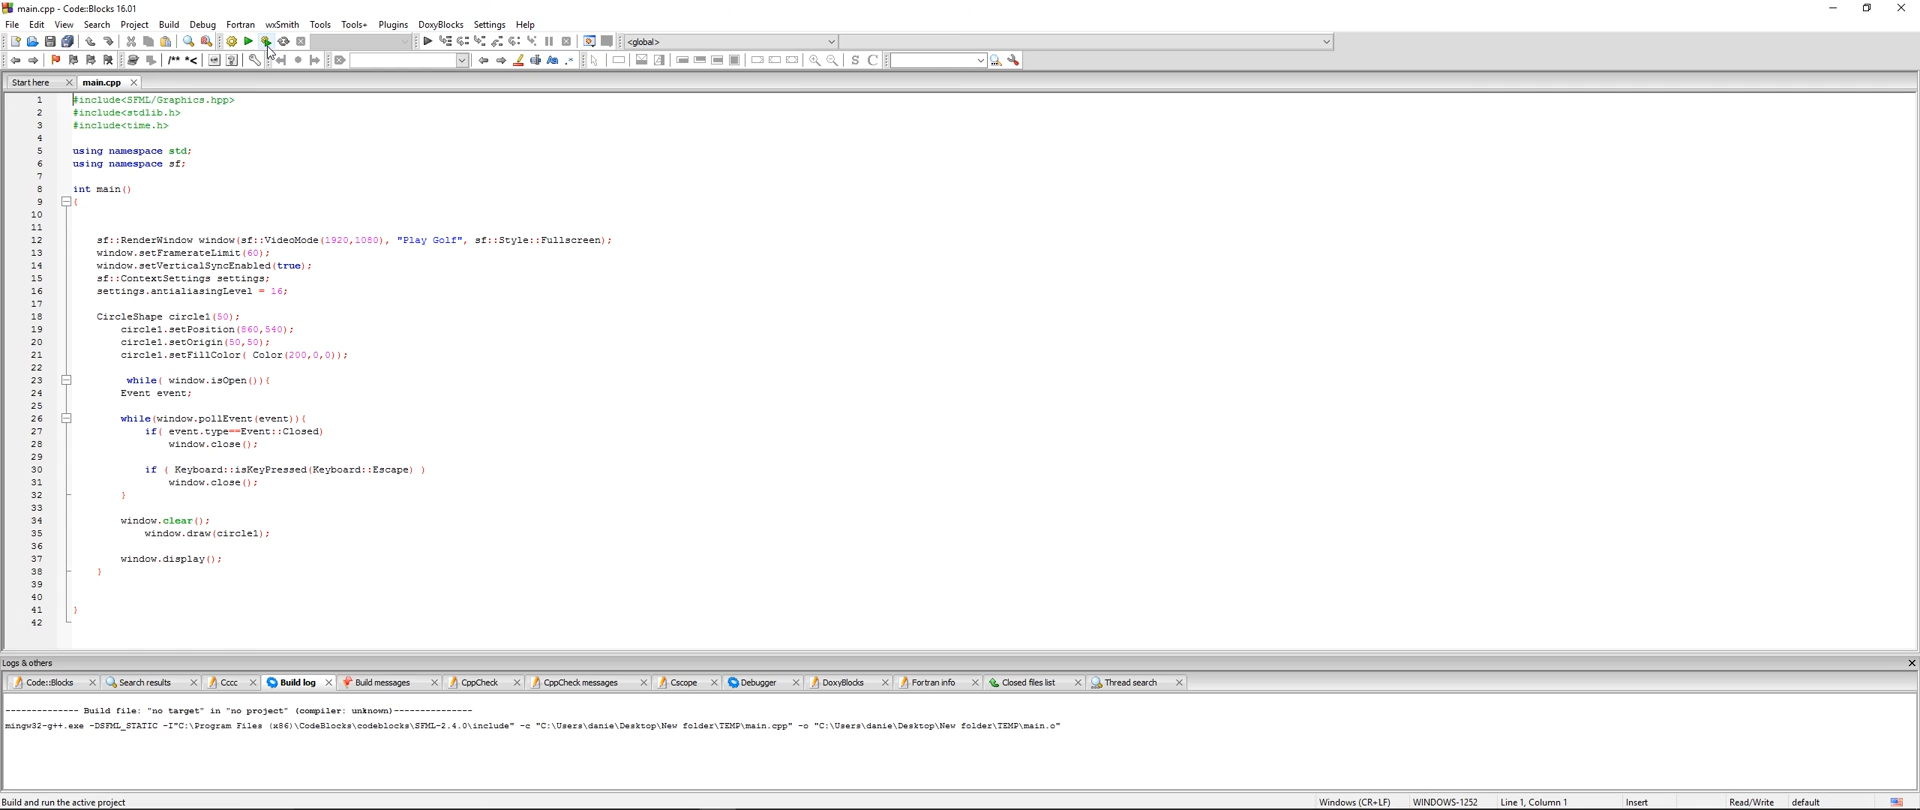 main.cpp - Code::Blocks 16.01
File Edit View Search Project Build Debug Fortran wxSmith Tools Tools+ Plugins DoxyBlocks Settings Help
<global>
/** *<
S C
Start here main.cpp
1 #include<SFML/Graphics.hpp>
2 #include<stdlib.h>
3 #include<time.h>
4
5 using namespace std;
6 using namespace sf;
7
8 int main()
9 {
10
11
12 sf::RenderWindow window(sf::VideoMode(1920,1080), "Play Golf", sf::Style::Fullscreen);
13 window.setFramerateLimit(60);
14 window.setVerticalSyncEnabled(true);
15 sf::ContextSettings settings;
16 settings.antialiasingLevel = 16;
17
18 CircleShape circle1(50);
19 circle1.setPosition(860,540);
20 circle1.setOrigin(50,50);
21 circle1.setFillColor( Color(200,0,0));
22
23 while( window.isOpen()){
24 Event event;
25
26 while(window.pollEvent(event)){
27 if( event.type==Event::Closed)
28 window.close();
29
30 if ( Keyboard::isKeyPressed(Keyboard::Escape) )
31 window.close();
32 }
33
34 window.clear();
35 window.draw(circle1);
36
37 window.display();
38 }
39
40
41 }
42
Logs & others
Code::Blocks Search results Cccc Build log Build messages CppCheck CppCheck messages Cscope Debugger DoxyBlocks Fortran info Closed files list Thread search
-------------- Build file: "no target" in "no project" (compiler: unknown)---------------
mingw32-g++.exe -DSFML_STATIC -I"C:\Program Files (x86)\CodeBlocks\codeblocks\SFML-2.4.0\include" -c "C:\Users\danie\Desktop\New folder\TEMP\main.cpp" -o "C:\Users\danie\Desktop\New folder\TEMP\main.o"
Build and run the active project Windows (CR+LF) WINDOWS-1252 Line 1, Column 1 Insert Read/Write default